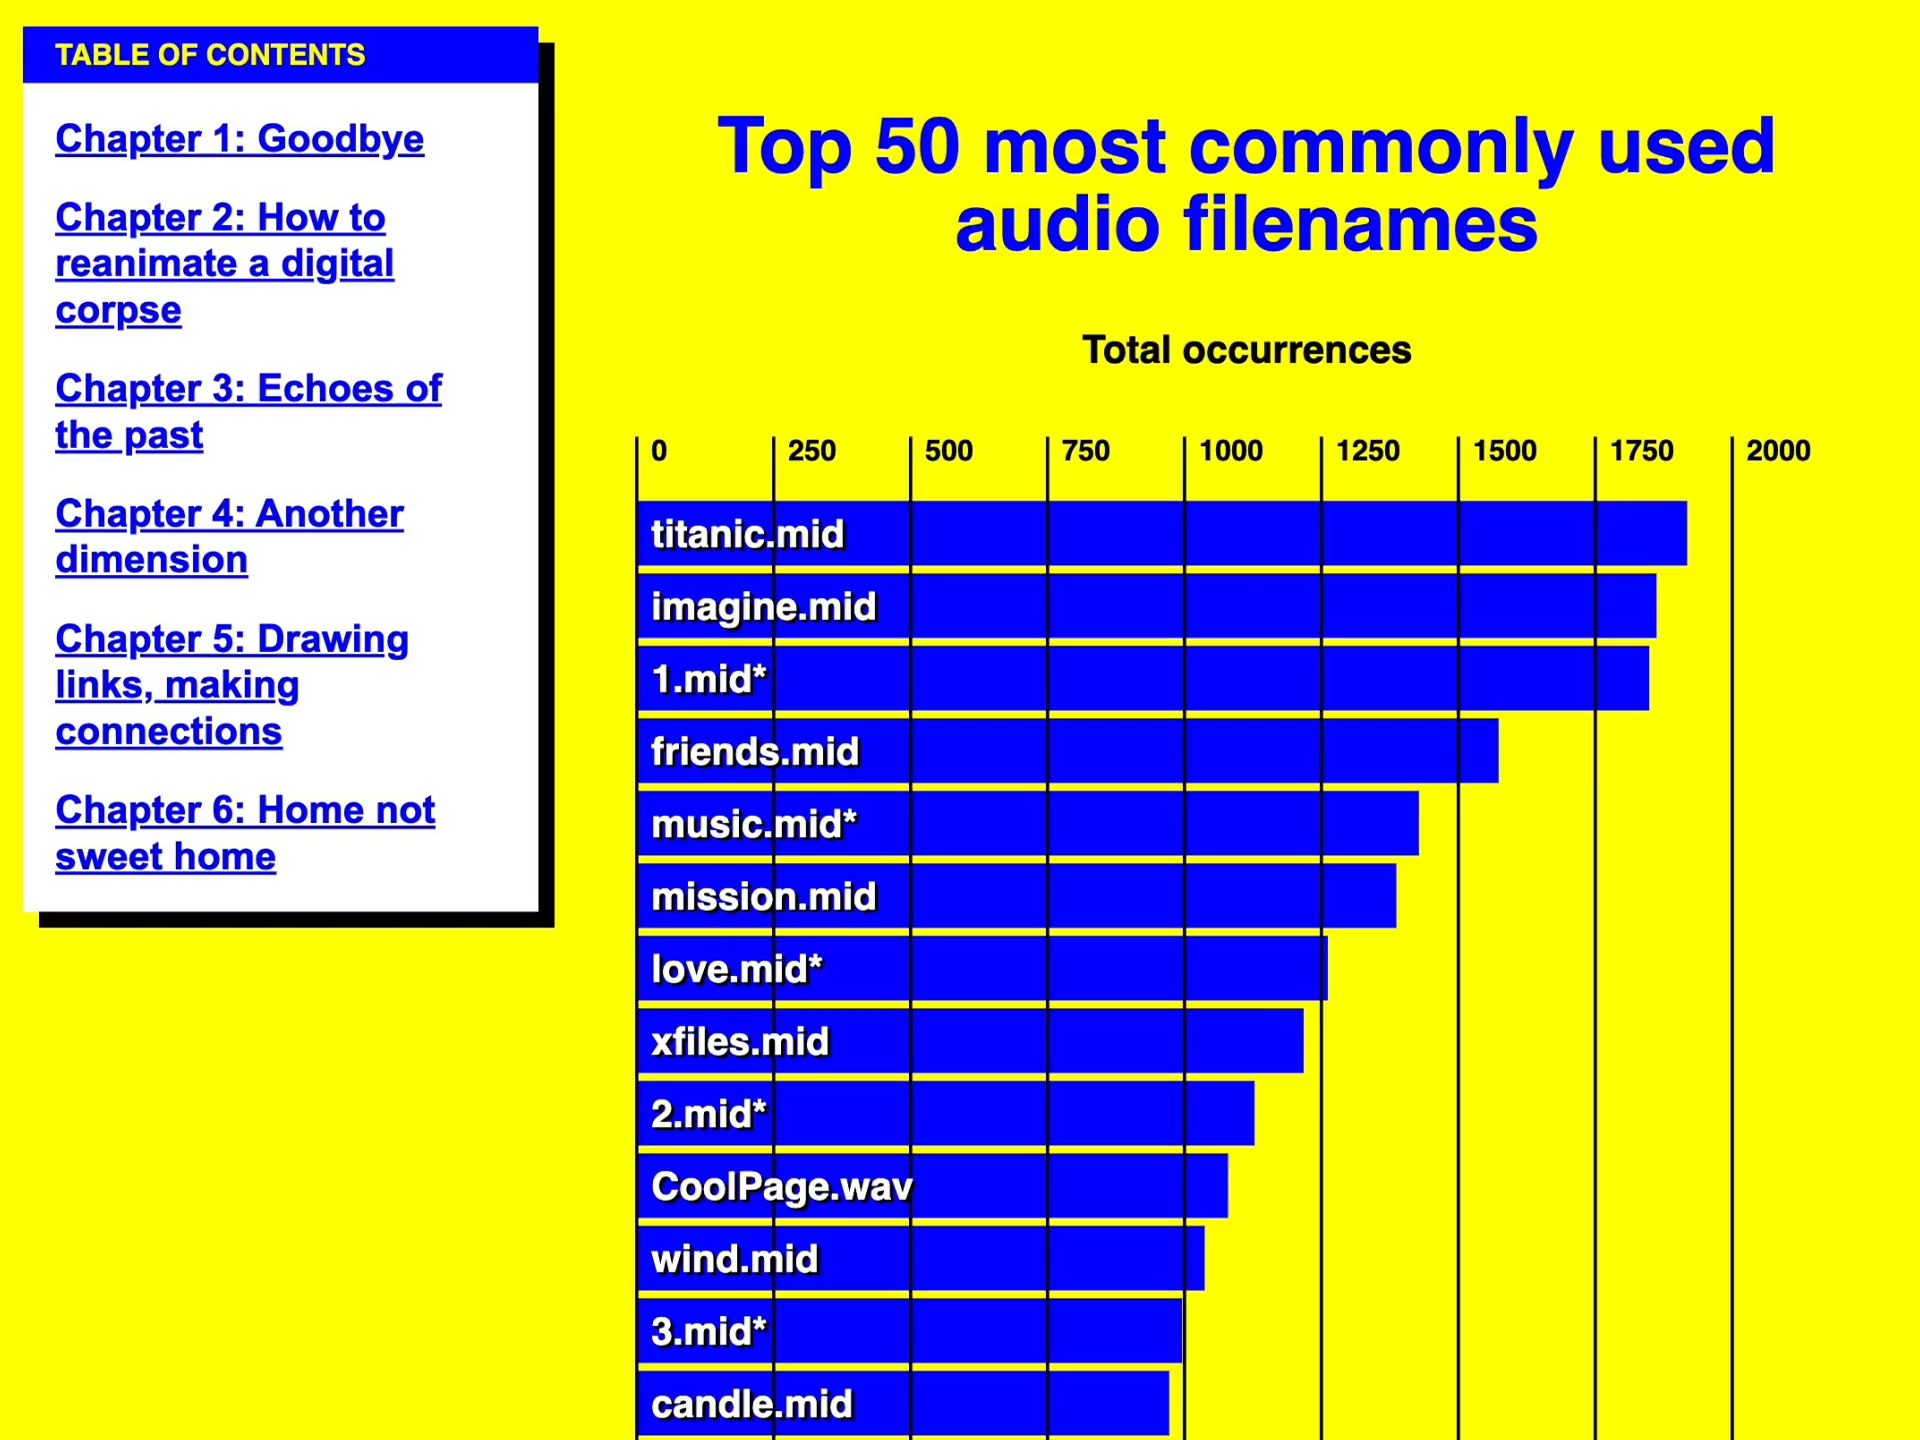 TABLE OF CONTENTS
Chapter 1: Goodbye
Chapter 2: How to
reanimate a digital
corpse
Chapter 3: Echoes of
the past
Chapter 4: Another
dimension
Chapter 5: Drawing
links, making
connections
Chapter 6: Home not
sweet home
Top 50 most commonly used
audio filenames
Total occurrences
0 250 500 750 1000 1250 1500 1750 2000
titanic.mid
imagine.mid
1.mid*
friends.mid
music.mid*
mission.mid
love.mid*
xfiles.mid
2.mid*
CoolPage.wav
wind.mid
3.mid*
candle.mid